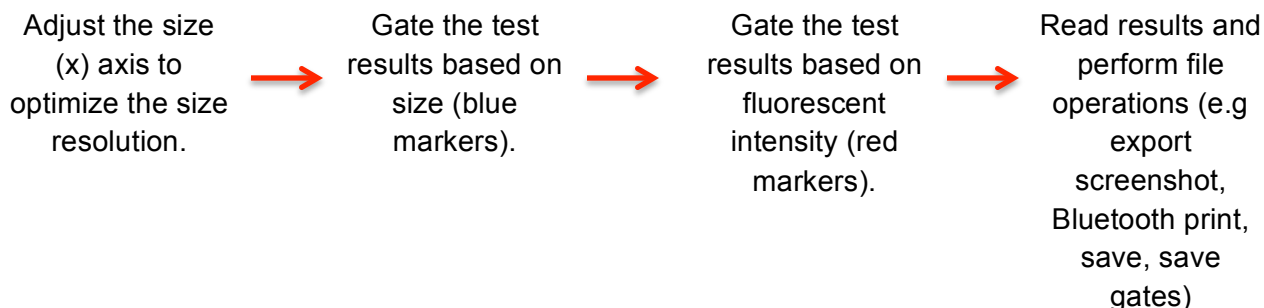 Adjust the size
(x) axis to
optimize the size
resolution.
Gate the test
results based on
size (blue
markers).
Gate the test
results based on
fluorescent
intensity (red
markers).
Read results and
perform file
operations (e.g
export
screenshot,
Bluetooth print,
save, save
gates)